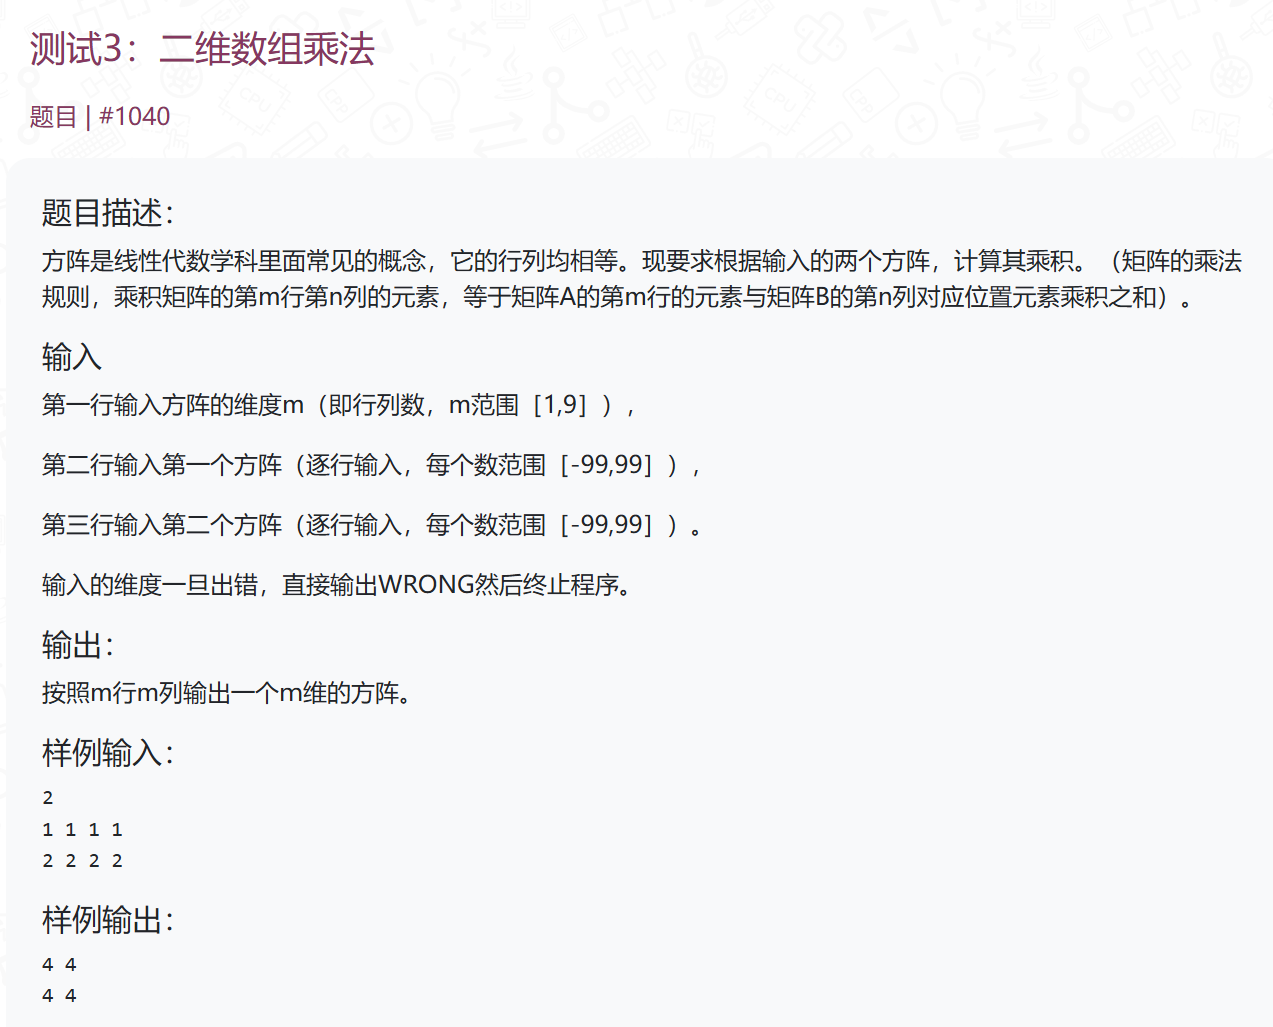 测试3：二维数组乘法
题目 | #1040
题目描述：
方阵是线性代数学科里面常见的概念，它的行列均相等。现要求根据输入的两个方阵，计算其乘积。（矩阵的乘法
规则，乘积矩阵的第m行第n列的元素，等于矩阵A的第m行的元素与矩阵B的第n列对应位置元素乘积之和）。
输入
第一行输入方阵的维度m（即行列数，m范围［1,9］），
第二行输入第一个方阵（逐行输入，每个数范围［-99,99］），
第三行输入第二个方阵（逐行输入，每个数范围［-99,99］）。
输入的维度一旦出错，直接输出WRONG然后终止程序。
输出：
按照m行m列输出一个m维的方阵。
样例输入：
2
1 1 1 1
2 2 2 2
样例输出：
4 4
4 4